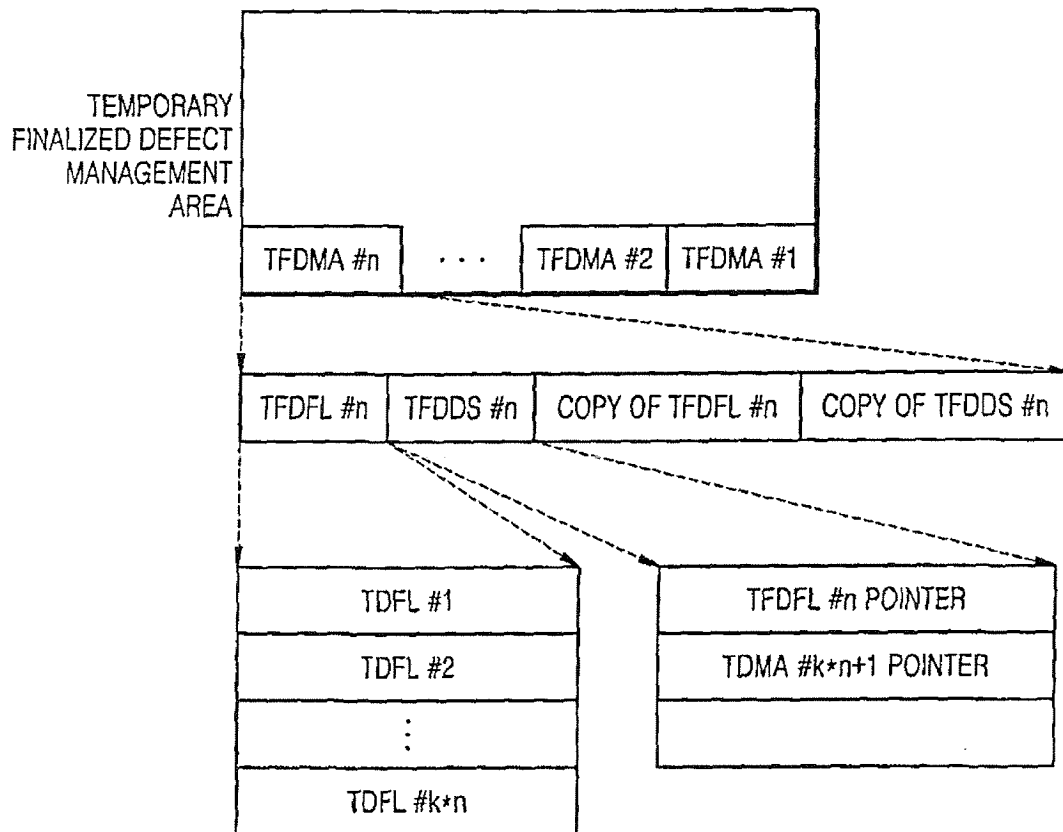 TEMPORARY
FINALIZED DEFECT
MANAGEMENT
AREA
TFDMA #n
. . .
TFDMA #2
TFDMA #1
TFDFL #n
TFDDS #n
COPY OF TFDFL #n
COPY OF TFDDS #n
TDFL #1
TDFL #2
⋮
TDFL #k*n
TFDFL #n POINTER
TDMA #k*n+1 POINTER